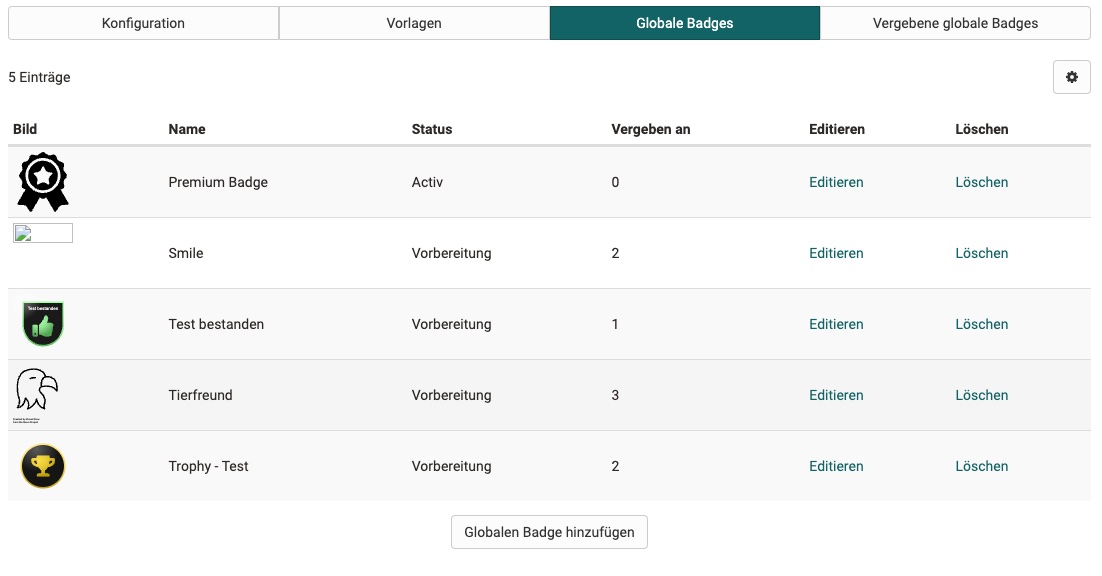 Konfiguration Vorlagen Globale Badges Vergebene globale Badges
5 Einträge
Bild Name Status Vergeben an Editieren Löschen
Premium Badge Activ 0 Editieren Löschen
Smile Vorbereitung 2 Editieren Löschen
Test bestanden
Test bestanden Vorbereitung 1 Editieren Löschen
Tierfreund Vorbereitung 3 Editieren Löschen
Trophy - Test Vorbereitung 2 Editieren Löschen
Globalen Badge hinzufügen